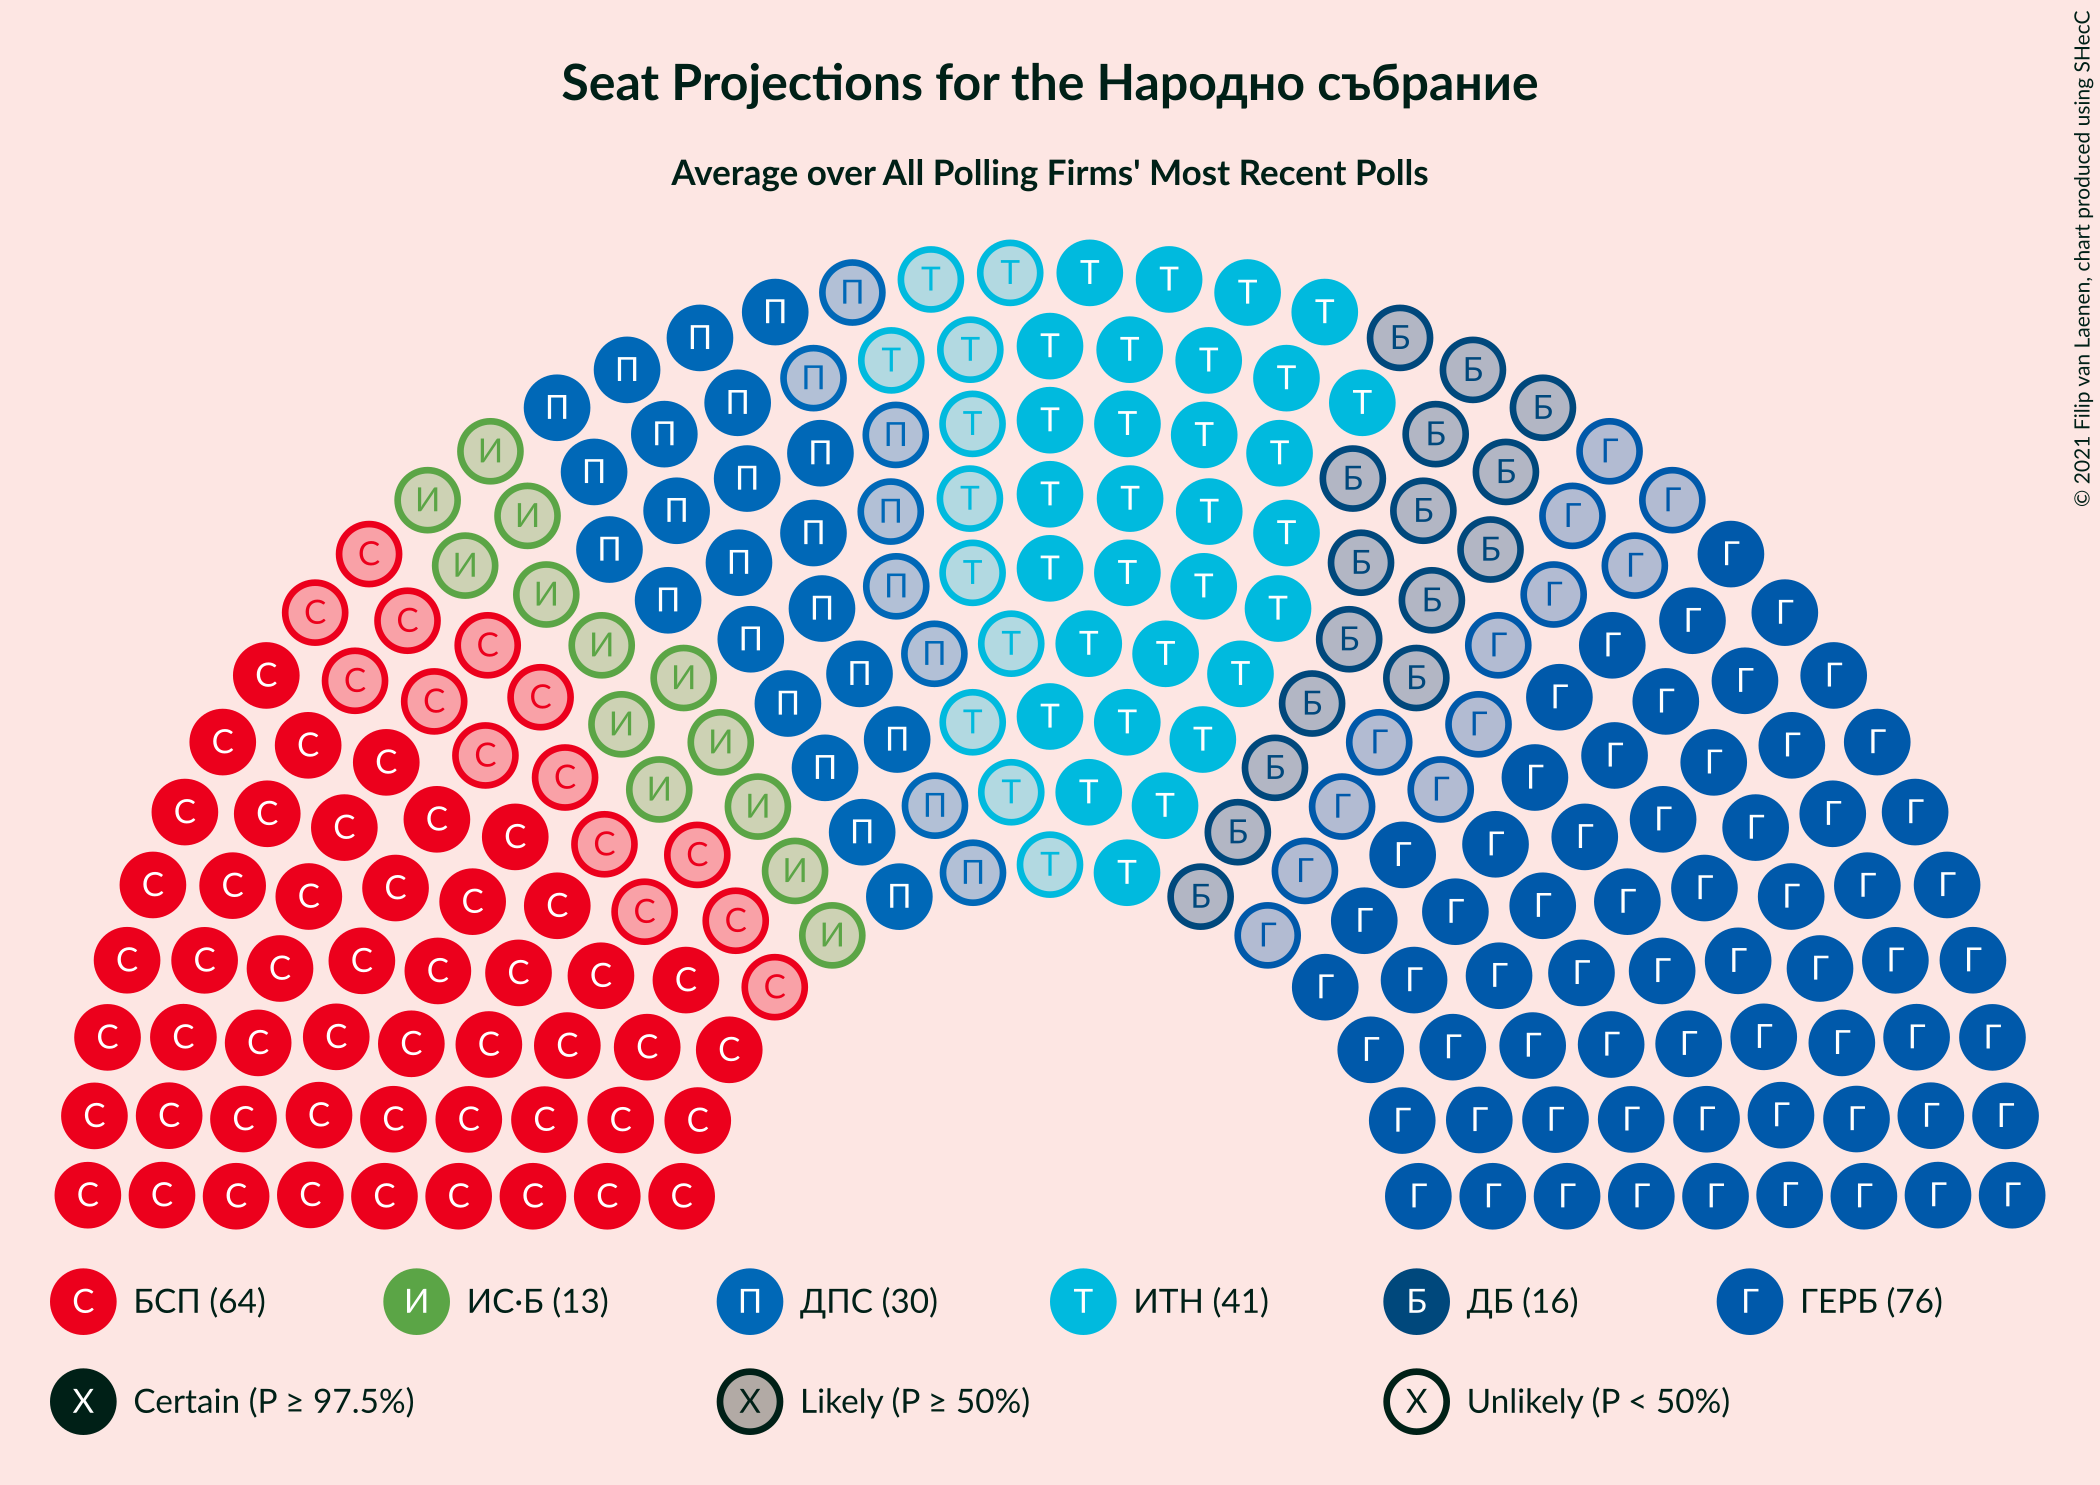 Seat Projections for the Народно събрание
Average over All Polling Firms' Most Recent Polls
© 2021 Filip van Laenen, chart produced using SHecC
С БСП (64) И ИС·Б (13) П ДПС (30) Т ИТН (41) Б ДБ (16) Г ГЕРБ (76)
X Certain (P ≥ 97.5%) X Likely (P ≥ 50%) X Unlikely (P < 50%)